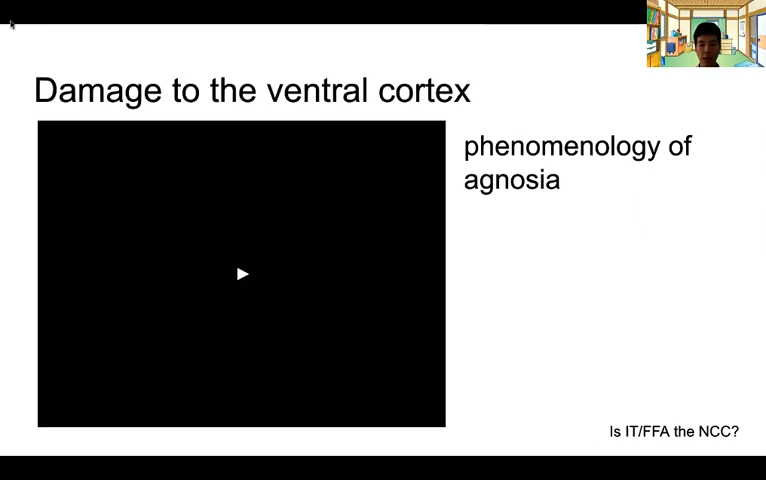 Damage to the ventral cortex
phenomenology of
agnosia
Is IT/FFA the NCC?